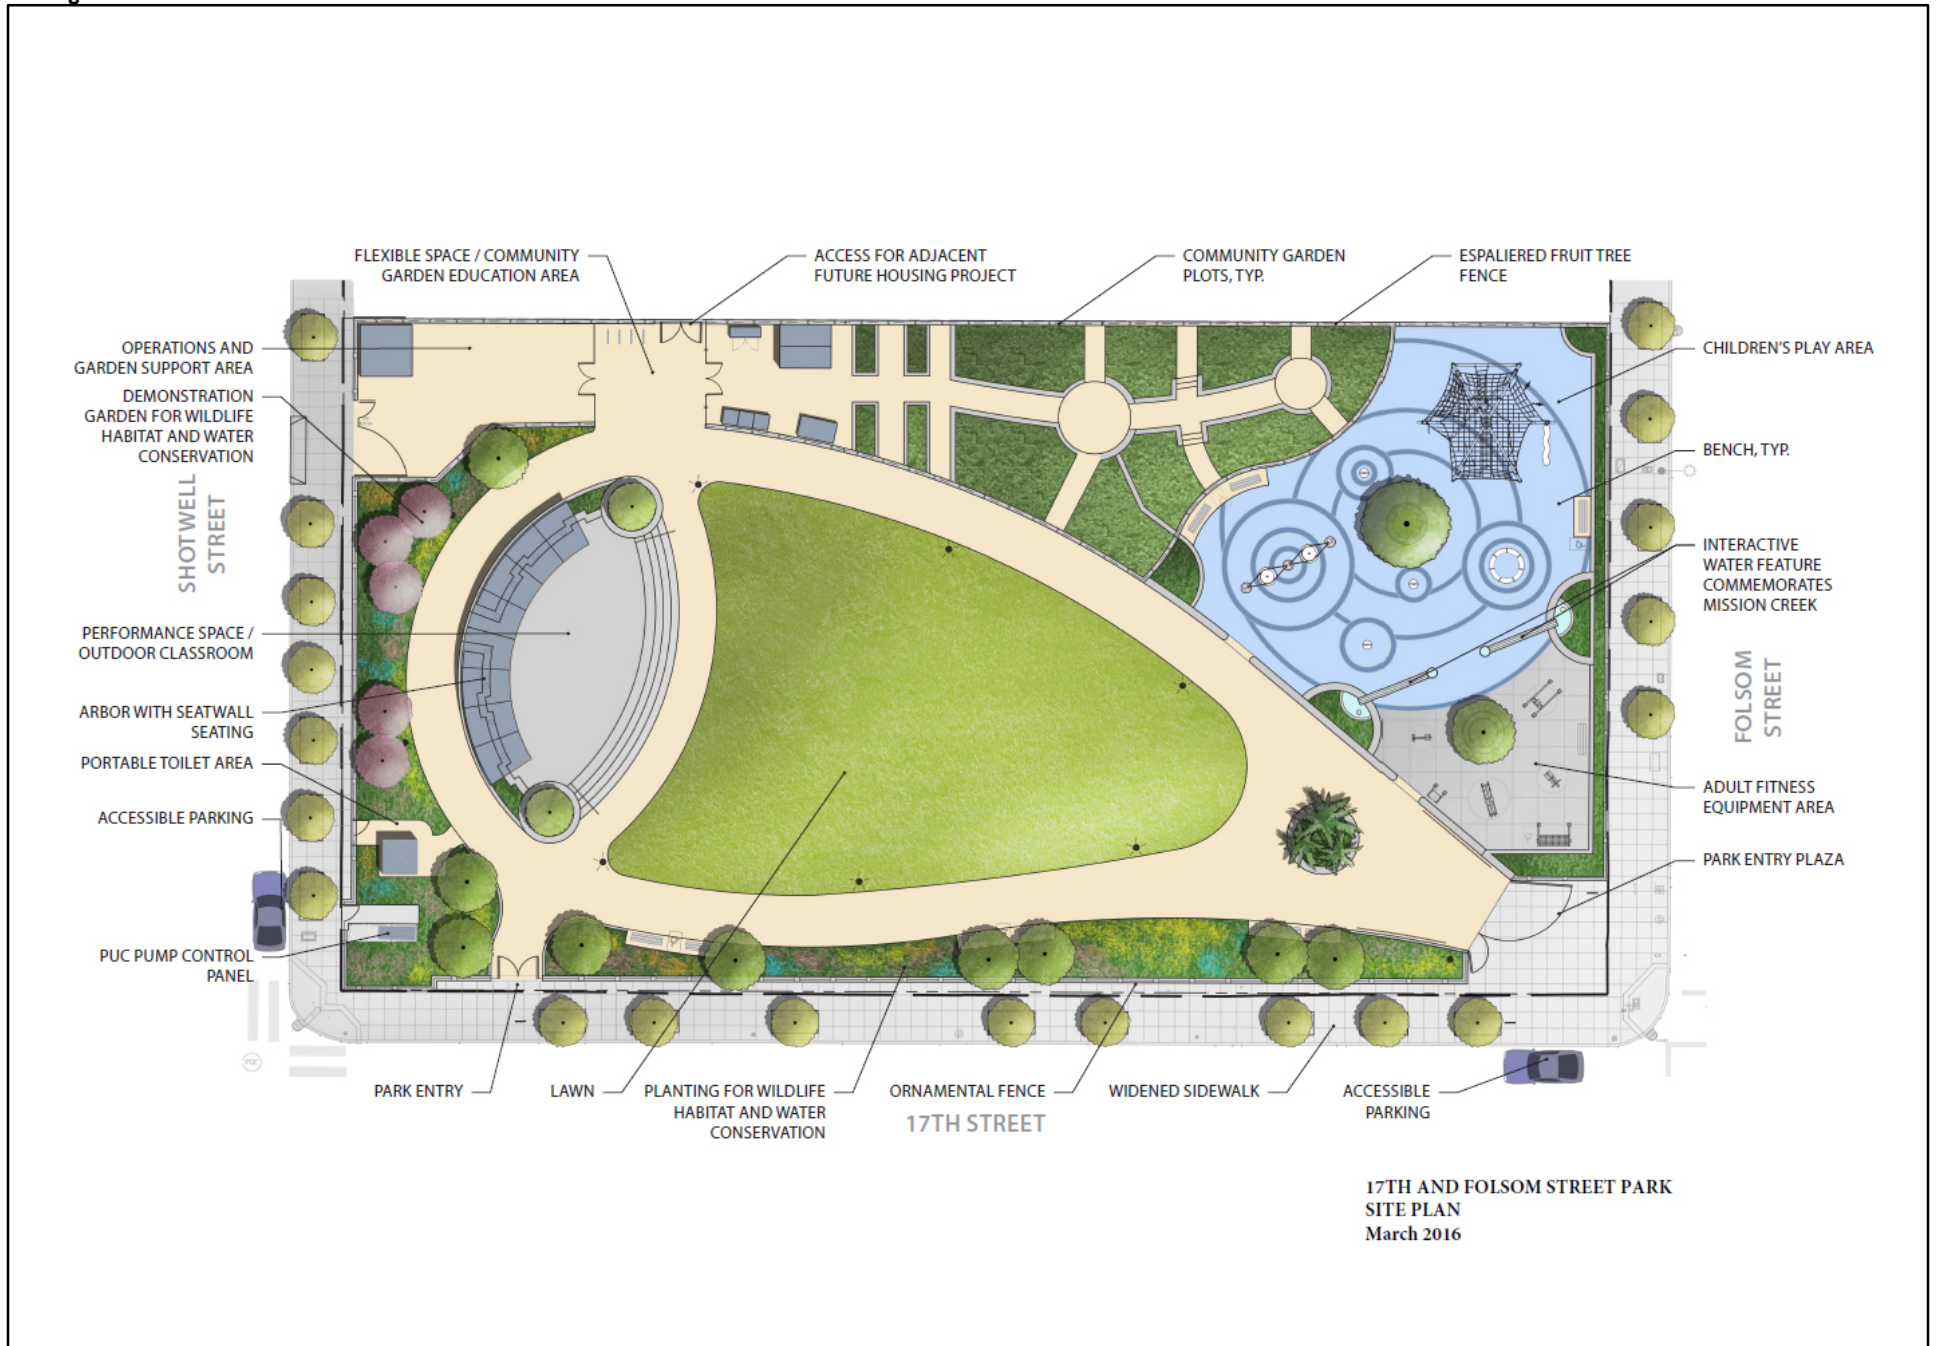 FLEXIBLE SPACE / COMMUNITY
GARDEN EDUCATION AREA
ACCESS FOR ADJACENT
FUTURE HOUSING PROJECT
COMMUNITY GARDEN
PLOTS, TYP.
ESPALIERED FRUIT TREE
FENCE
OPERATIONS AND
GARDEN SUPPORT AREA
DEMONSTRATION
GARDEN FOR WILDLIFE
HABITAT AND WATER
CONSERVATION
SHOTWELL
STREET
PERFORMANCE SPACE /
OUTDOOR CLASSROOM
ARBOR WITH SEATWALL
SEATING
PORTABLE TOILET AREA
ACCESSIBLE PARKING
PUC PUMP CONTROL
PANEL
CHILDREN'S PLAY AREA
BENCH, TYP.
INTERACTIVE
WATER FEATURE
COMMEMORATES
MISSION CREEK
FOLSOM
STREET
ADULT FITNESS
EQUIPMENT AREA
PARK ENTRY PLAZA
PARK ENTRY
LAWN
PLANTING FOR WILDLIFE
HABITAT AND WATER
CONSERVATION
ORNAMENTAL FENCE
WIDENED SIDEWALK
ACCESSIBLE
PARKING
17TH STREET
17TH AND FOLSOM STREET PARK
SITE PLAN
March 2016